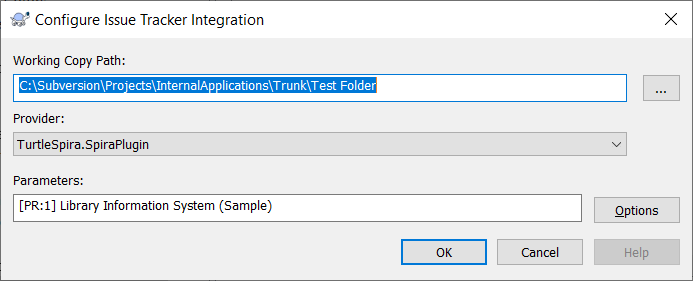 Configure Issue Tracker Integration
Working Copy Path:
C:\Subversion\Projects\InternalApplications\Trunk\Test Folder
...
Provider:
TurtleSpira.SpiraPlugin
Parameters:
[PR:1] Library Information System (Sample)
Options
OK
Cancel
Help